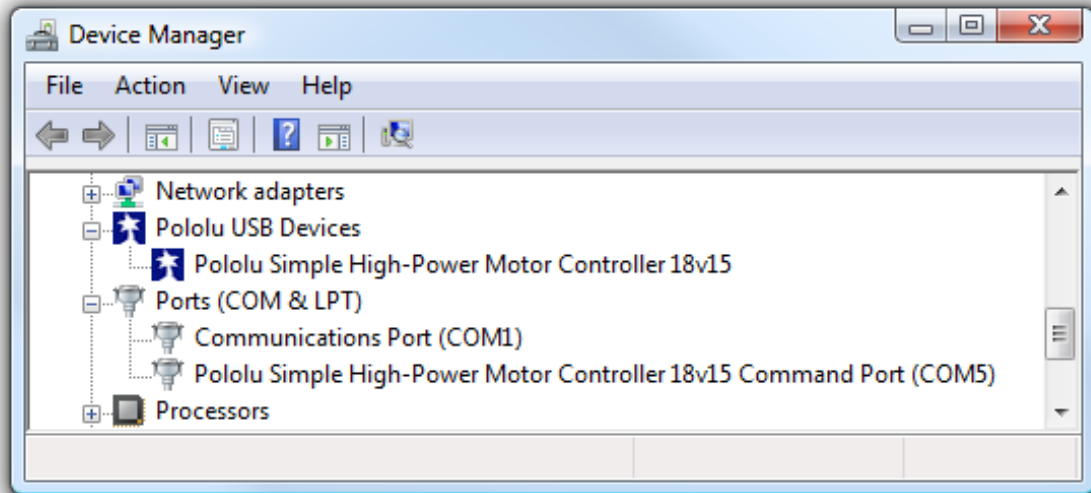 Device Manager
File Action View Help
Network adapters
Pololu USB Devices
Pololu Simple High-Power Motor Controller 18v15
Ports (COM & LPT)
Communications Port (COM1)
Pololu Simple High-Power Motor Controller 18v15 Command Port (COM5)
Processors